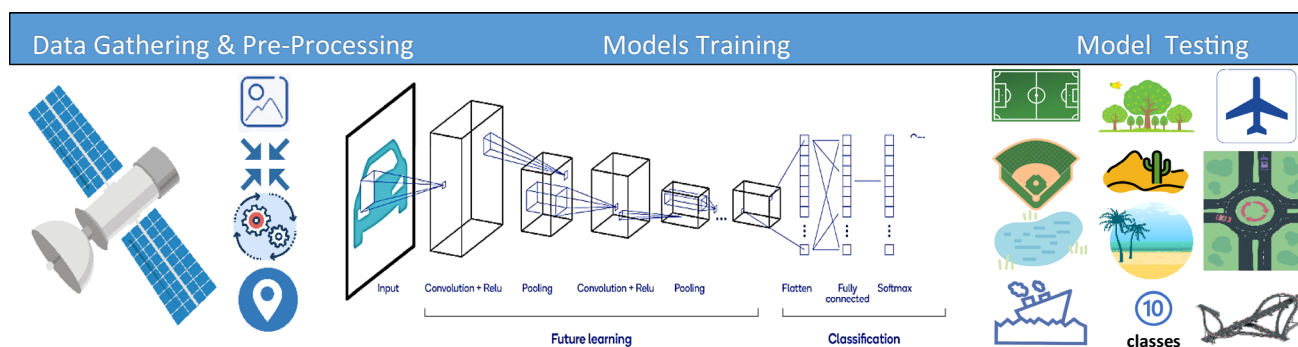 Data Gathering & Pre-Processing
Models Training
Model Testing
Input
Convolution + Relu
Pooling
Convolution + Relu
Pooling
Flatten
Fully connected
Softmax
Future learning
Classification
10
classes